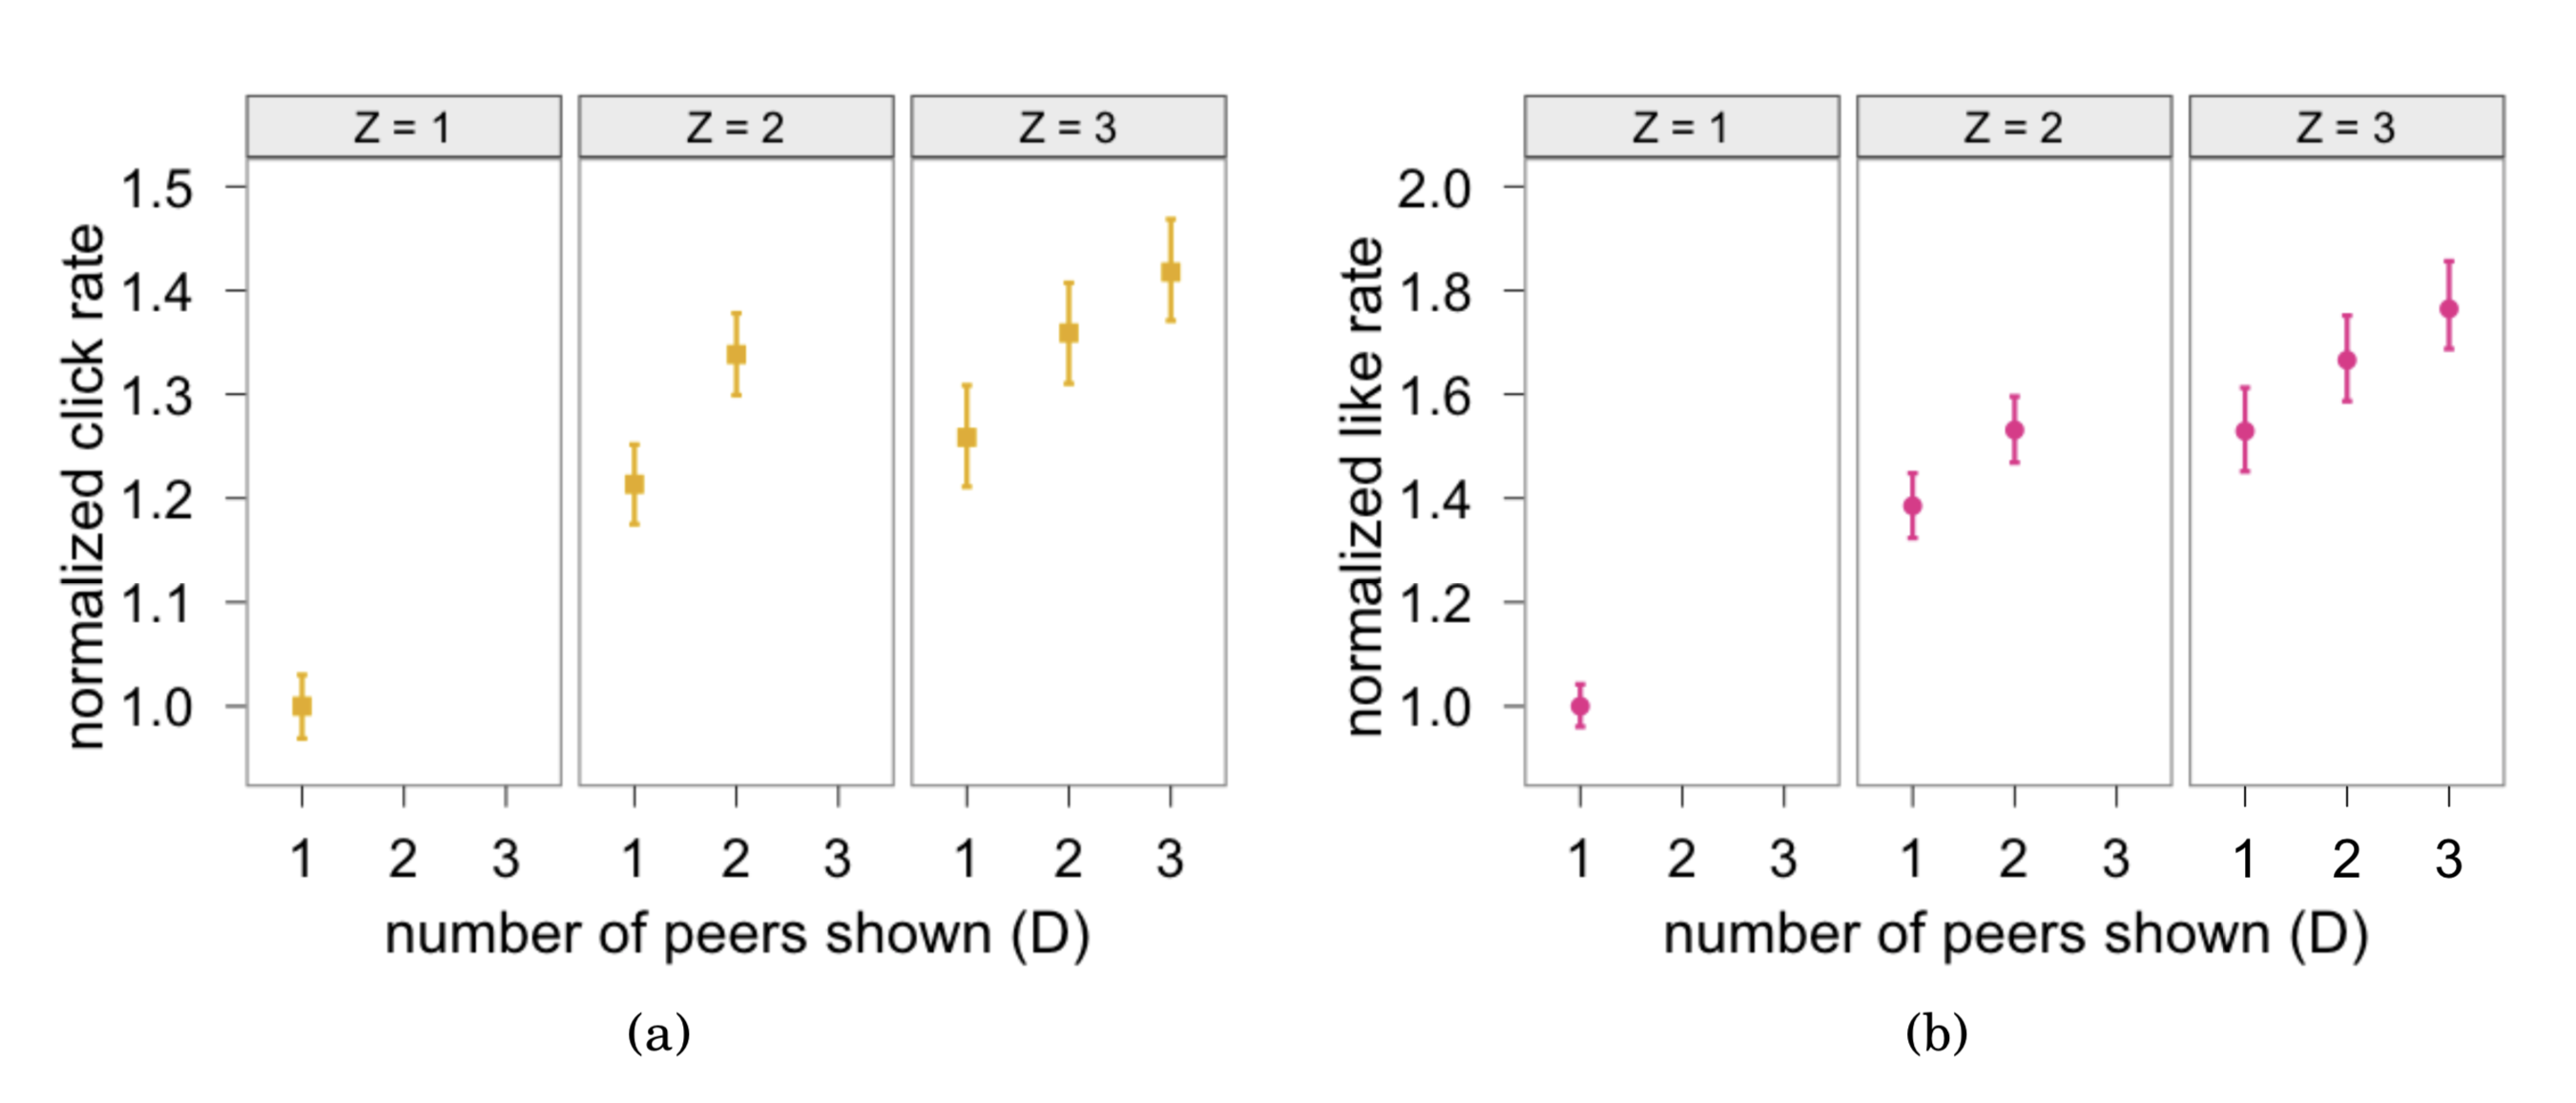 Z = 1 Z = 2 Z = 3
normalized click rate
1.5
1.4
1.3
1.2
1.1
1.0
1 2 3 1 2 3 1 2 3
number of peers shown (D)
(a)
Z = 1 Z = 2 Z = 3
normalized like rate
2.0
1.8
1.6
1.4
1.2
1.0
1 2 3 1 2 3 1 2 3
number of peers shown (D)
(b)